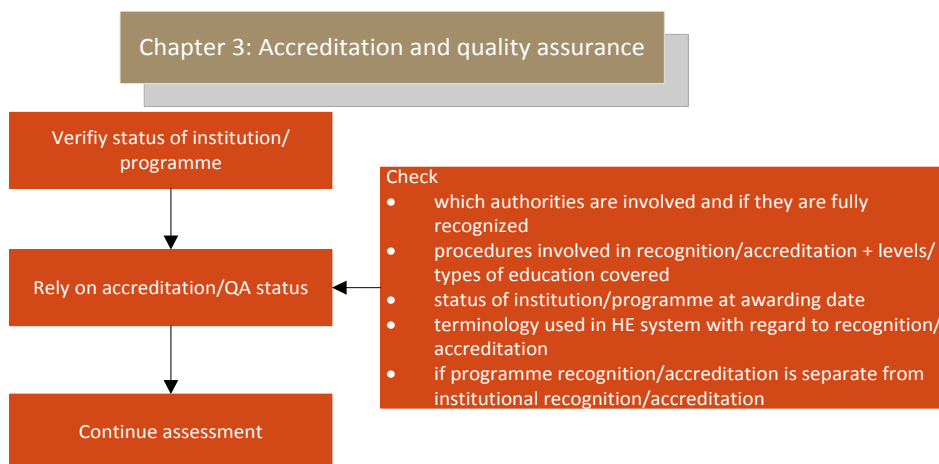 Chapter 3: Accreditation and quality assurance
Verifiy status of institution/
programme
Rely on accreditation/QA status
Continue assessment
Check
• which authorities are involved and if they are fully
recognized
• procedures involved in recognition/accreditation + levels/
types of education covered
• status of institution/programme at awarding date
• terminology used in HE system with regard to recognition/
accreditation
• if programme recognition/accreditation is separate from
institutional recognition/accreditation